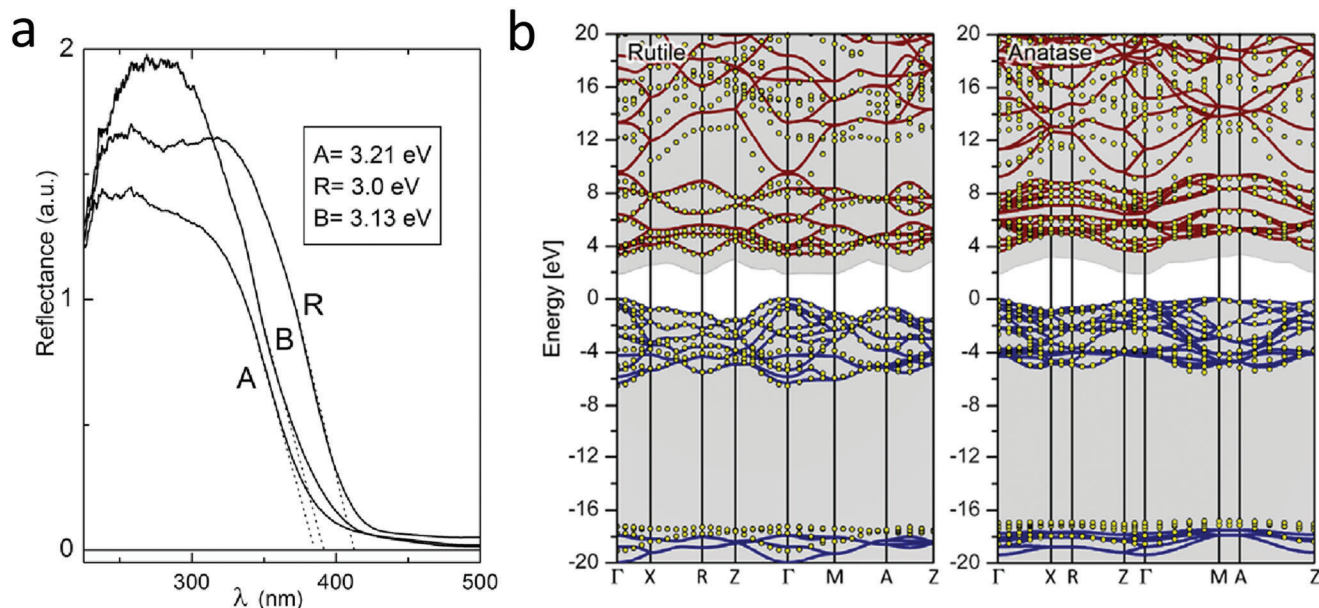 a
2
1
0
Reflectance (a.u.)
A= 3.21 eV
R= 3.0 eV
B= 3.13 eV
A
B
R
300
400
500
λ (nm)
b
Rutile
Anatase
Energy [eV]
20
16
12
8
4
0
-4
-8
-12
-16
-20
Γ X R Z Γ M A Z
20
16
12
8
4
0
-4
-8
-12
-16
-20
Γ X R Z Γ M A Z